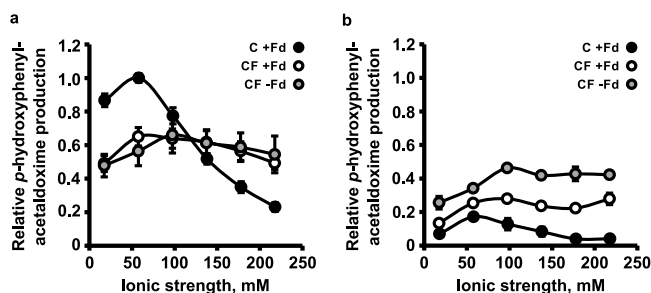 a
C +Fd
CF +Fd
CF -Fd
Relative p-hydroxyphenyl-
acetaldoxime production
1.2
1.0
0.8
0.6
0.4
0.2
0
0 50 100 150 200 250
Ionic strength, mM
b
C +Fd
CF +Fd
CF -Fd
Relative p-hydroxyphenyl-
acetaldoxime production
1.2
1.0
0.8
0.6
0.4
0.2
0
0 50 100 150 200 250
Ionic strength, mM